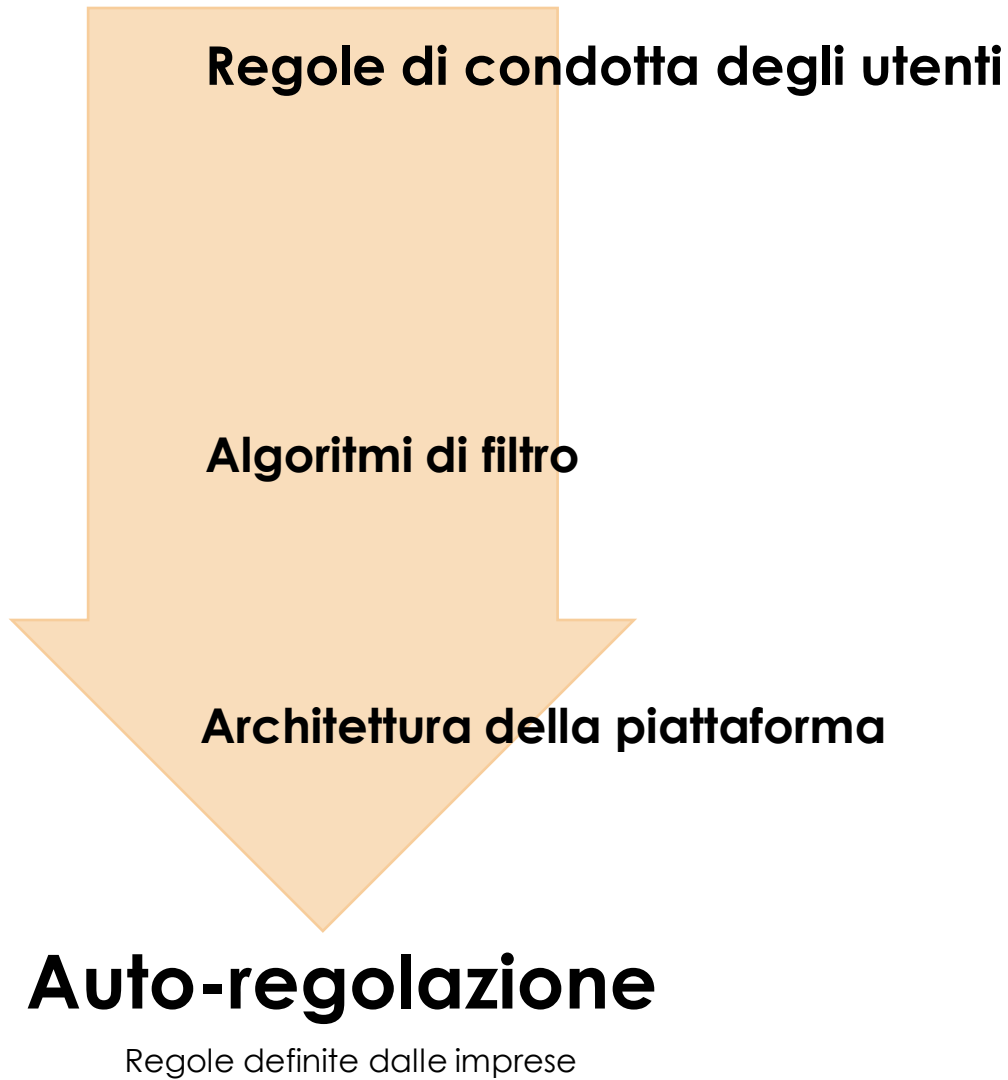 Regole di condotta degli utenti
Algoritmi di filtro
Architettura della piattaforma
Auto-regolazione
Regole definite dalle imprese